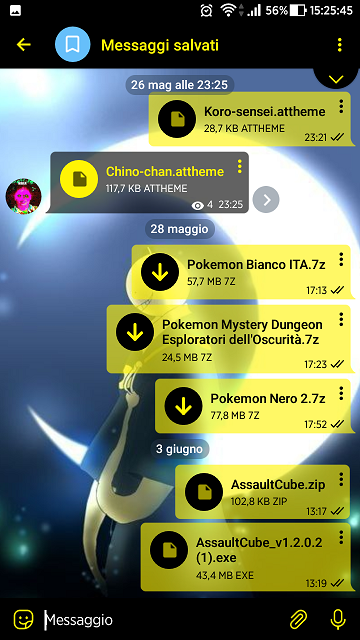 56% 15:25:45
Messaggi salvati
26 mag alle 23:25
Koro-sensei.attheme
28,7 KB ATTHEME
23:21
Chino-chan.attheme
117,7 KB ATTHEME
4 23:25
28 maggio
Pokemon Bianco ITA.7z
57,7 MB 7Z
17:13
Pokemon Mystery Dungeon
Esploratori dell'Oscurità.7z
24,5 MB 7Z
17:23
Pokemon Nero 2.7z
77,8 MB 7Z
17:52
3 giugno
AssaultCube.zip
102,8 KB ZIP
13:17
AssaultCube_v1.2.0.2
(1).exe
43,4 MB EXE
13:19
Messaggio